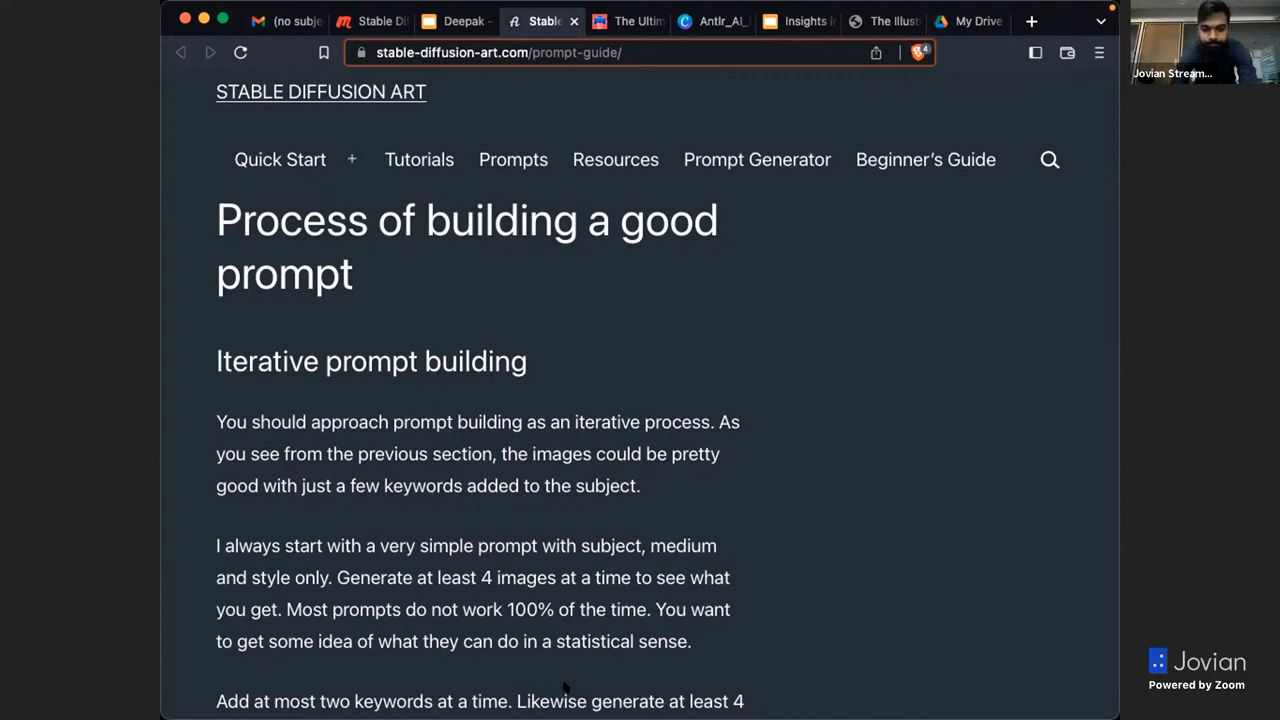 (no subje
Stable Di
Deepak -
Stable
The Ultim
Antlr_AI_
Insights i
The Illust
My Drive
stable-diffusion-art.com/prompt-guide/
4
Jovian Stream...
STABLE DIFFUSION ART
Quick Start + Tutorials Prompts Resources Prompt Generator Beginner's Guide
Process of building a good
prompt
Iterative prompt building
You should approach prompt building as an iterative process. As
you see from the previous section, the images could be pretty
good with just a few keywords added to the subject.
I always start with a very simple prompt with subject, medium
and style only. Generate at least 4 images at a time to see what
you get. Most prompts do not work 100% of the time. You want
to get some idea of what they can do in a statistical sense.
Add at most two keywords at a time. Likewise generate at least 4
Jovian
Powered by Zoom